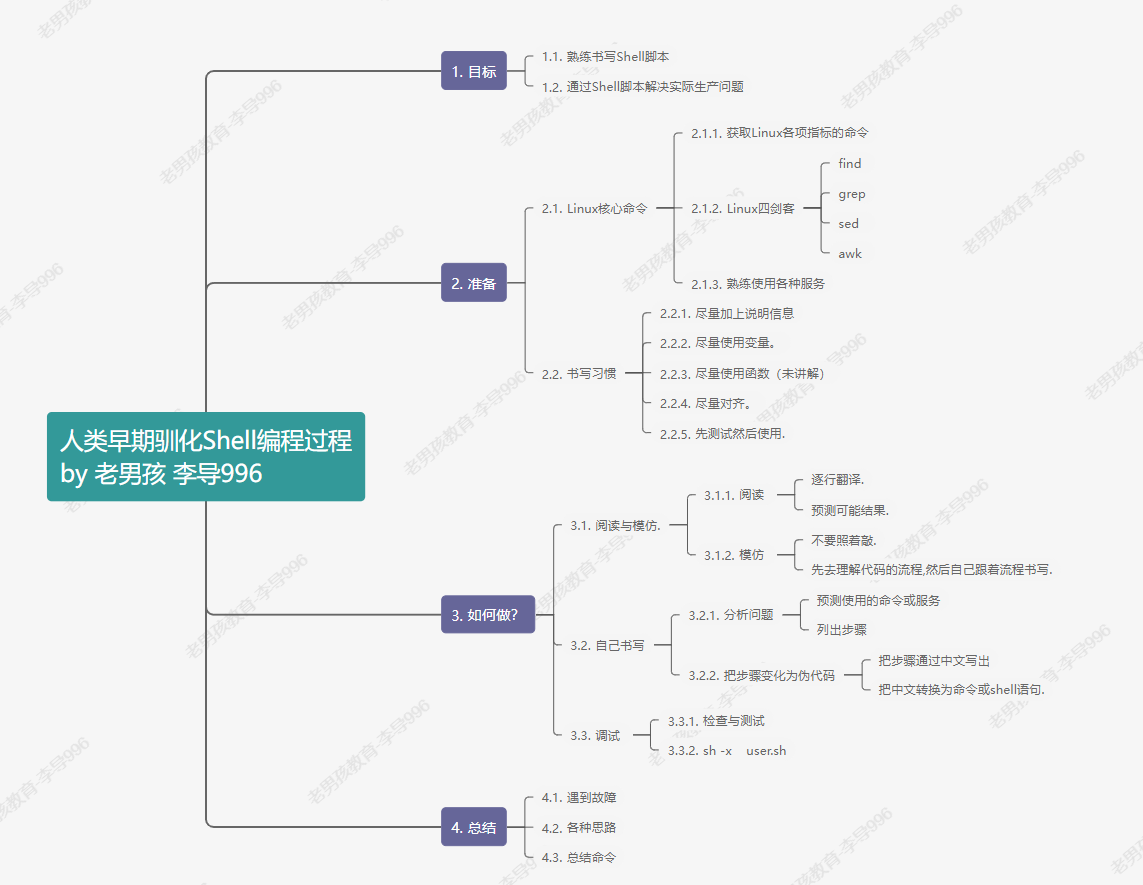 人类早期驯化Shell编程过程
by 老男孩 李导996
1. 目标
1.1. 熟练书写Shell脚本
1.2. 通过Shell脚本解决实际生产问题
2. 准备
2.1. Linux核心命令
2.1.1. 获取Linux各项指标的命令
2.1.2. Linux四剑客
find
grep
sed
awk
2.1.3. 熟练使用各种服务
2.2. 书写习惯
2.2.1. 尽量加上说明信息
2.2.2. 尽量使用变量。
2.2.3. 尽量使用函数（未讲解）
2.2.4. 尽量对齐。
2.2.5. 先测试然后使用.
3. 如何做?
3.1. 阅读与模仿.
3.1.1. 阅读
逐行翻译.
预测可能结果.
3.1.2. 模仿
不要照着敲.
先去理解代码的流程,然后自己跟着流程书写.
3.2. 自己书写
3.2.1. 分析问题
预测使用的命令或服务
列出步骤
3.2.2. 把步骤变化为伪代码
把步骤通过中文写出
把中文转换为命令或shell语句.
3.3. 调试
3.3.1. 检查与测试
3.3.2. sh -x user.sh
4. 总结
4.1. 遇到故障
4.2. 各种思路
4.3. 总结命令
老男孩教育-李导996